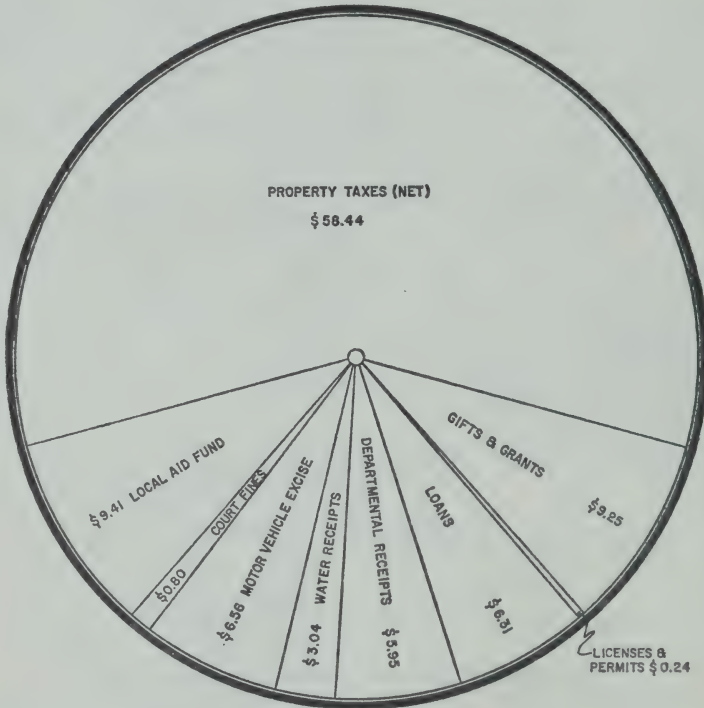 PROPERTY TAXES (NET)
$58.44
$9.41 LOCAL AID FUND
$0.80 COURT FINES
$6.56 MOTOR VEHICLE EXCISE
$3.04 WATER RECEIPTS
DEPARTMENTAL RECEIPTS $5.95
LOANS $6.31
GIFTS & GRANTS $9.25
LICENSES &
PERMITS $0.24